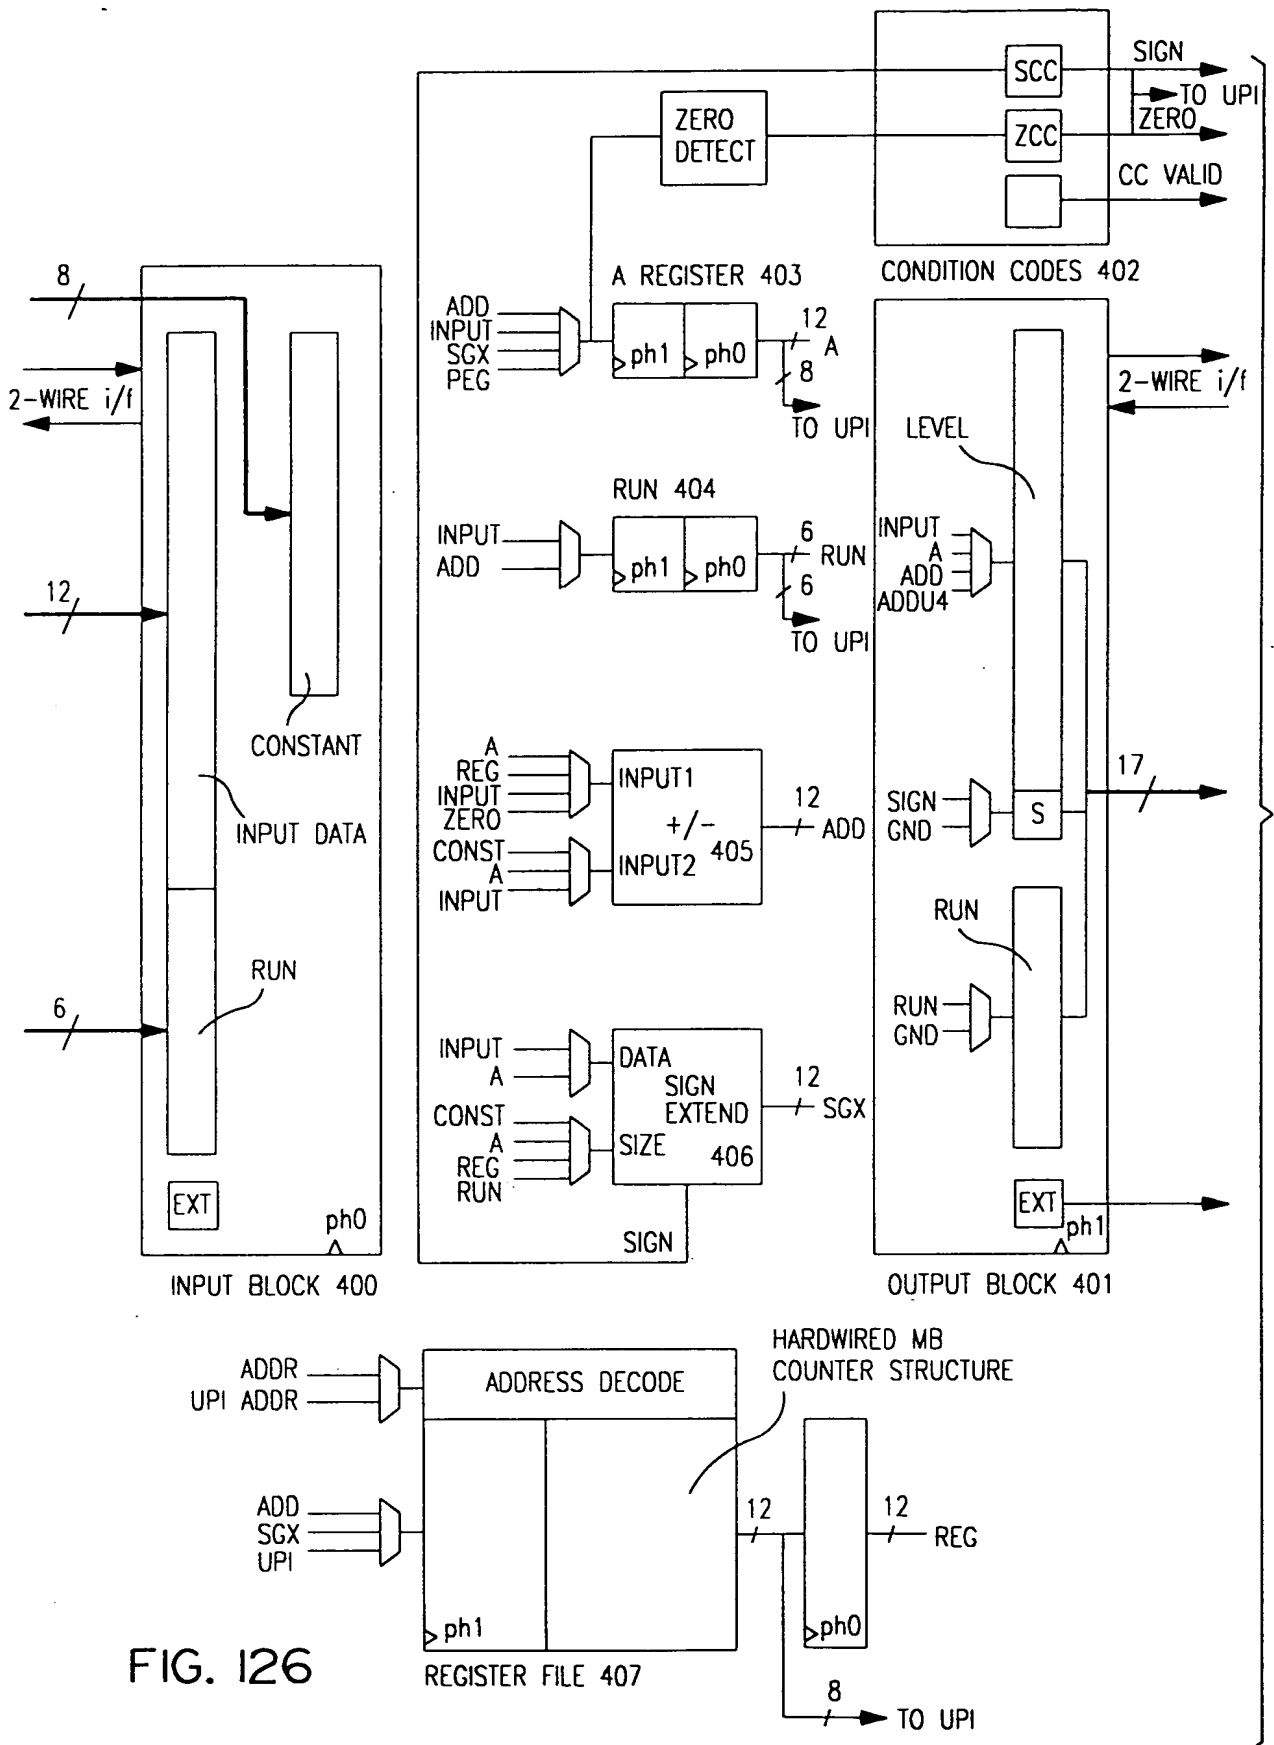 SCC
SIGN
TO UPI
ZERO
DETECT
ZCC
ZERO
CC VALID
CONDITION CODES 402
8
2-WIRE i/f
12
6
CONSTANT
INPUT DATA
RUN
EXT
ph0
INPUT BLOCK 400
A REGISTER 403
ADD
INPUT
SGX
PEG
ph1
ph0
12
A
8
TO UPI
RUN 404
INPUT
ADD
ph1
ph0
6
RUN
6
TO UPI
A
REG
INPUT
ZERO
CONST
A
INPUT
INPUT1
+/-
405
INPUT2
12
ADD
INPUT
A
CONST
A
REG
RUN
DATA
SIGN
EXTEND
SIZE
406
12
SGX
SIGN
2-WIRE i/f
LEVEL
INPUT
A
ADD
ADDU4
17
SIGN
GND
S
RUN
RUN
GND
EXT
ph1
OUTPUT BLOCK 401
HARDWIRED MB
COUNTER STRUCTURE
ADDR
UPI ADDR
ADDRESS DECODE
ADD
SGX
UPI
12
12
REG
ph1
ph0
REGISTER FILE 407
8
TO UPI
FIG. 126